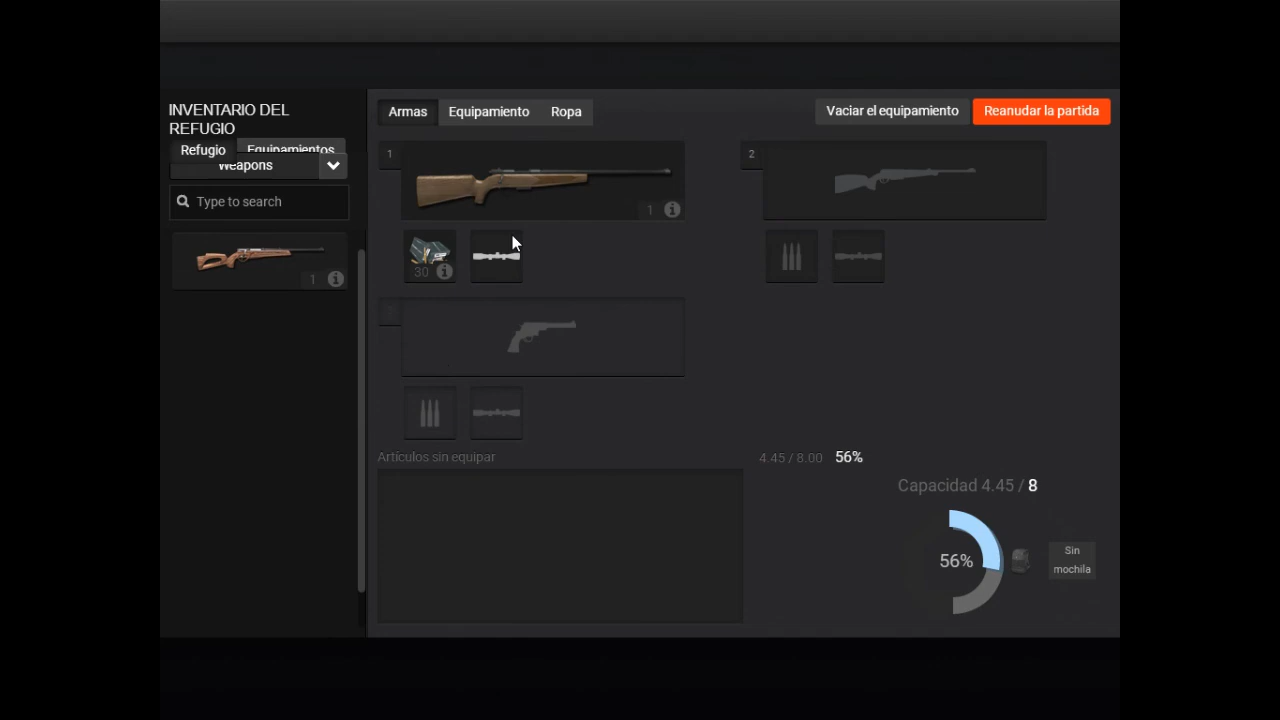 INVENTARIO DEL
REFUGIO
Refugio Equipamientos
Weapons
Type to search
1
Armas Equipamiento Ropa
Vaciar el equipamiento Reanudar la partida
1
1
2
30
Artículos sin equipar
4.45 / 8.00 56%
Capacidad 4.45 / 8
56%
Sin
mochila